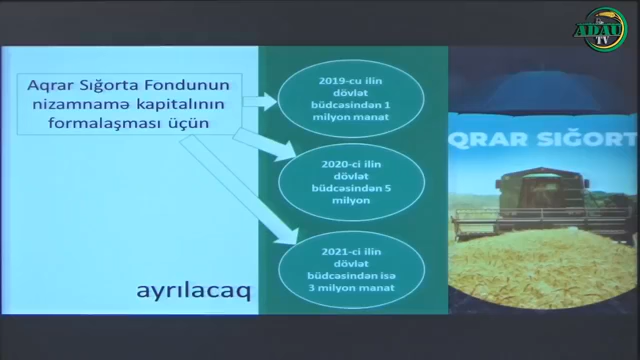 Aqrar Sığorta Fondunun
nizamnamə kapitalının
formalaşması üçün
2019-cu ilin
dövlət
büdcəsindən 1
milyon manat
2020-ci ilin
dövlət
büdcəsindən 5
milyon
2021-ci ilin
dövlət
büdcəsindən isə
3 milyon manat
ayrılacaq
QRAR SIĞORT
ADAU
TV